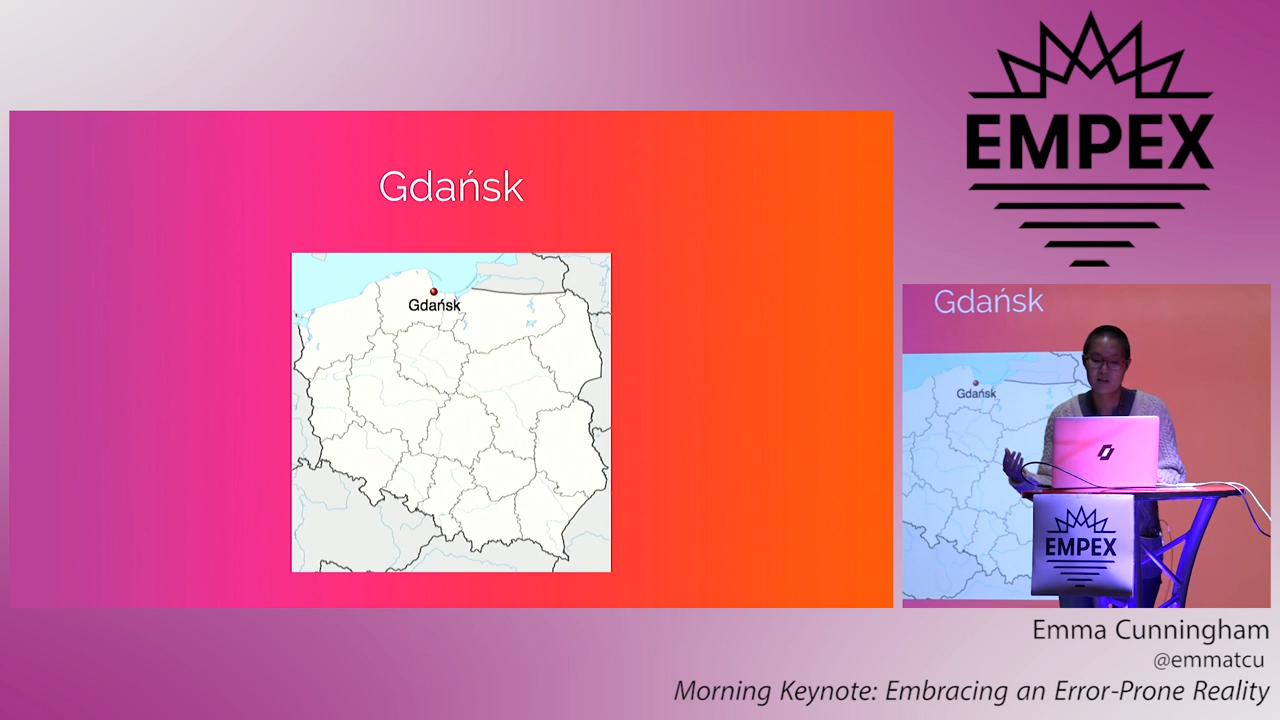 Gdańsk
Gdańsk
EMPEX
Gdańsk
Gdańsk
EMPEX
Emma Cunningham
@emmatcu
Morning Keynote: Embracing an Error-Prone Reality